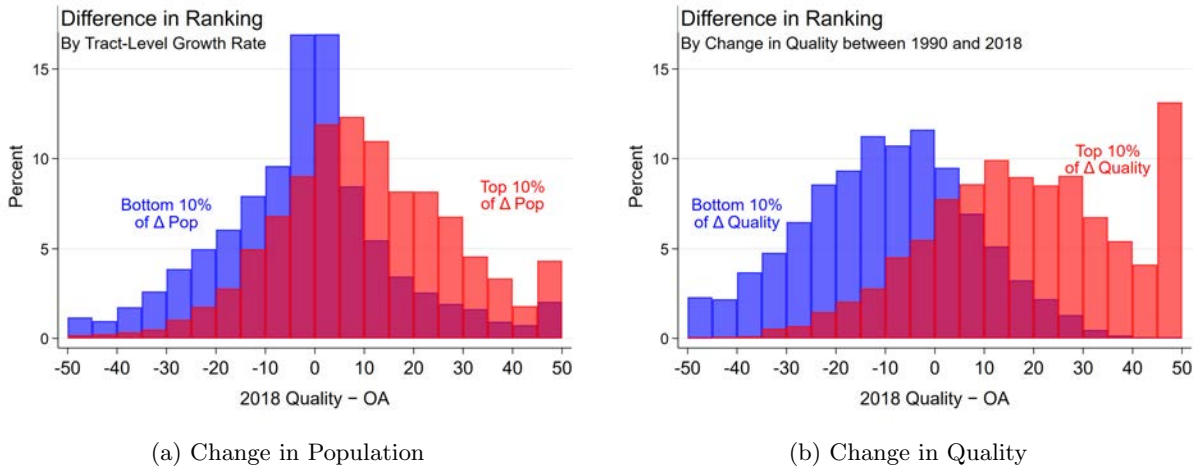 Difference in Ranking
By Tract-Level Growth Rate
15
10
5
0
Percent
Bottom 10%
of Δ Pop
Top 10%
of Δ Pop
-50 -40 -30 -20 -10 0 10 20 30 40 50
2018 Quality − OA
(a) Change in Population
Difference in Ranking
By Change in Quality between 1990 and 2018
15
10
5
0
Percent
Bottom 10%
of Δ Quality
Top 10%
of Δ Quality
-50 -40 -30 -20 -10 0 10 20 30 40 50
2018 Quality − OA
(b) Change in Quality